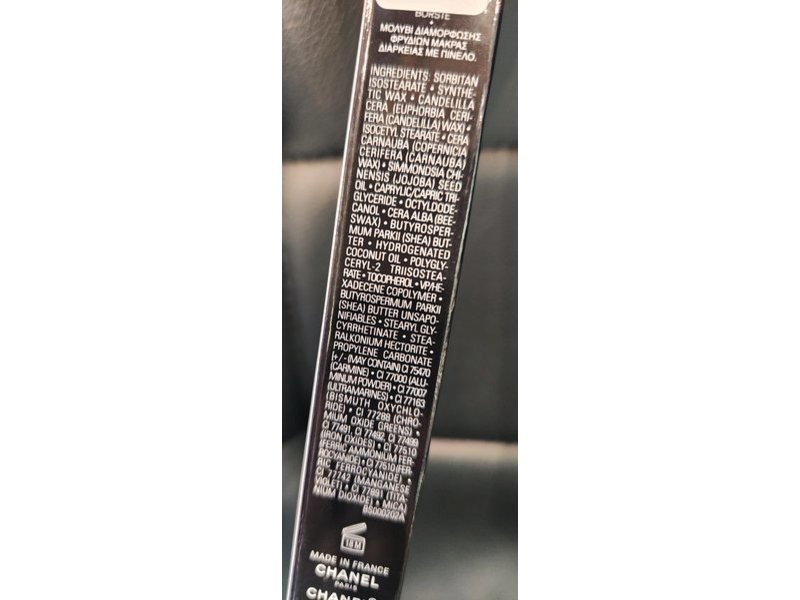 BORSTE •
• ΜΟΛΥΒΙ ΔΙΑΜΟΡΦΩΣΗΣ
ΦΡΥΔΙΩΝ ΜΑΚΡΑΣ
ΔΙΑΡΚΕΙΑΣ ΜΕ ΠΙΝΕΛΟ.
INGREDIENTS: SORBITAN
ISOSTEARATE • SYNTHE-
TIC WAX • CANDELILLA
CERA (EUPHORBIA CERI-
FERA (CANDELILLA) WAX) •
ISOCETYL STEARATE • CERA
CARNAUBA (COPERNICIA
CERIFERA (CARNAUBA)
WAX) • SIMMONDSIA CHI-
NENSIS (JOJOBA) SEED
OIL • CAPRYLIC/CAPRIC TRI-
GLYCERIDE • OCTYLDODE-
CANOL • CERA ALBA (BEE-
SWAX) • BUTYROSPER-
MUM PARKII (SHEA) BUT-
TER • HYDROGENATED
COCONUT OIL • POLYGLY-
CERYL-2 TRIISOSTEA-
RATE • TOCOPHEROL • VP/HE-
XADECENE COPOLYMER •
BUTYROSPERMUM PARKII
(SHEA) BUTTER UNSAPO-
NIFIABLES • STEARYL GLY-
CYRRHETINATE • STEA-
RALKONIUM HECTORITE •
PROPYLENE CARBONATE
+/- (MAY CONTAIN) CI 75470
(CARMINE) • CI 77000 (ALU-
MINUM POWDER) • CI 77007
(ULTRAMARINES) • CI 77163
(BISMUTH OXYCHLO-
RIDE) • CI 77288 (CHRO-
MIUM OXIDE GREENS) •
CI 77491, CI 77492, CI 77499
(IRON OXIDES) • CI 77510
(FERRIC AMMONIUM FER-
ROCYANIDE) • CI 77510 (FER-
RIC FERROCYANIDE) •
CI 77742 (MANGANESE
VIOLET) • CI 77891 (TITA-
NIUM DIOXIDE) • MICA
BS000202A
18 M
MADE IN FRANCE
CHANEL
PARIS
CHANEL®